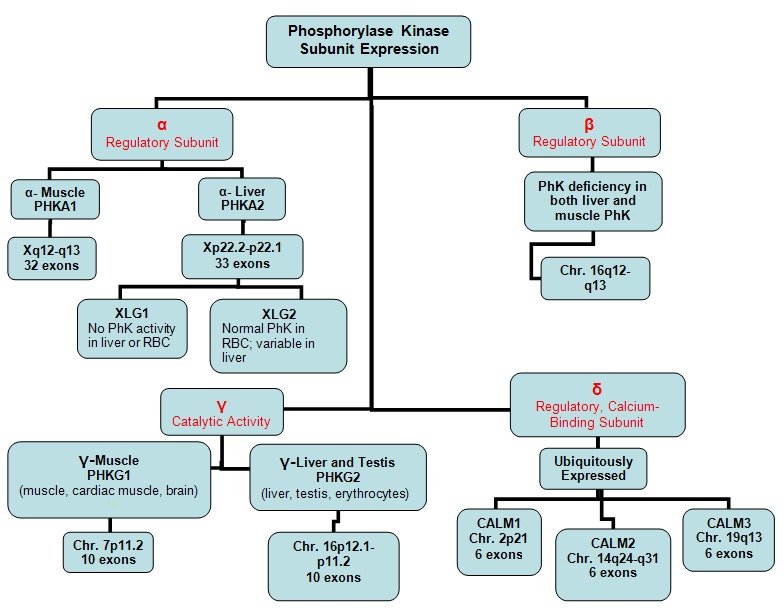 Phosphorylase Kinase
Subunit Expression
α
Regulatory Subunit
β
Regulatory Subunit
α- Muscle
PHKA1
α- Liver
PHKA2
PhK deficiency in
both liver and
muscle PhK
Xq12-q13
32 exons
Xp22.2-p22.1
33 exons
Chr. 16q12-
q13
XLG1
No PhK activity
in liver or RBC
XLG2
Normal PhK in
RBC; variable in
liver
γ
Catalytic Activity
δ
Regulatory, Calcium-
Binding Subunit
γ-Muscle
PHKG1
(muscle, cardiac muscle, brain)
γ-Liver and Testis
PHKG2
(liver, testis, erythrocytes)
Ubiquitously
Expressed
Chr. 7p11.2
10 exons
Chr. 16p12.1-
p11.2
10 exons
CALM1
Chr. 2p21
6 exons
CALM2
Chr. 14q24-q31
6 exons
CALM3
Chr. 19q13
6 exons